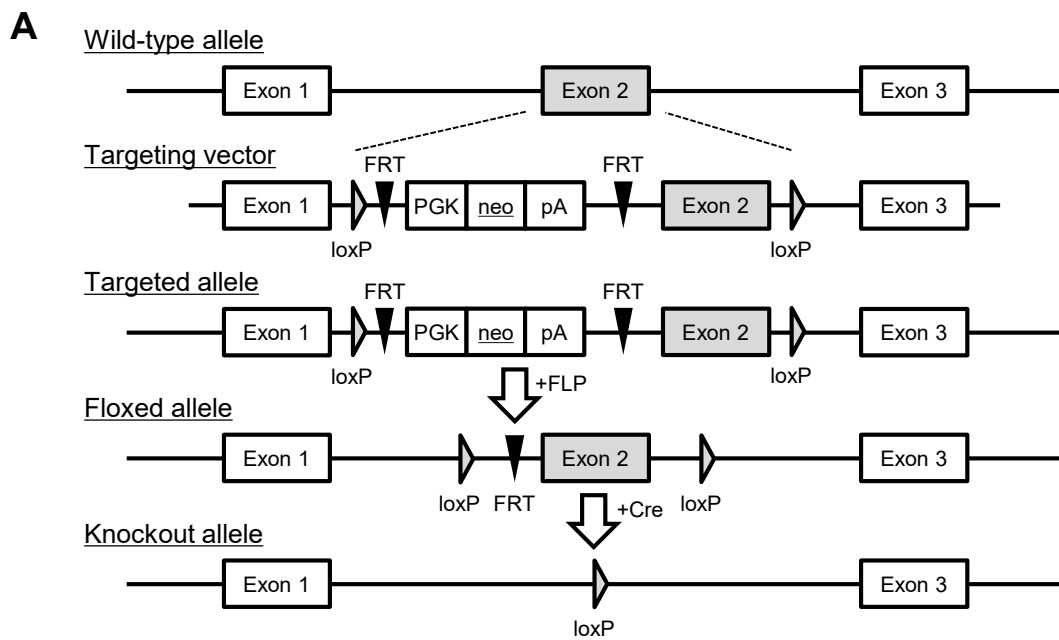 A
Wild-type allele
Exon 1 Exon 2 Exon 3
Targeting vector
FRT FRT
Exon 1 PGK neo pA Exon 2 Exon 3
loxP loxP
Targeted allele
FRT FRT
Exon 1 PGK neo pA Exon 2 Exon 3
loxP loxP
+FLP
Floxed allele
Exon 1 Exon 2 Exon 3
loxP FRT loxP
+Cre
Knockout allele
Exon 1 Exon 3
loxP